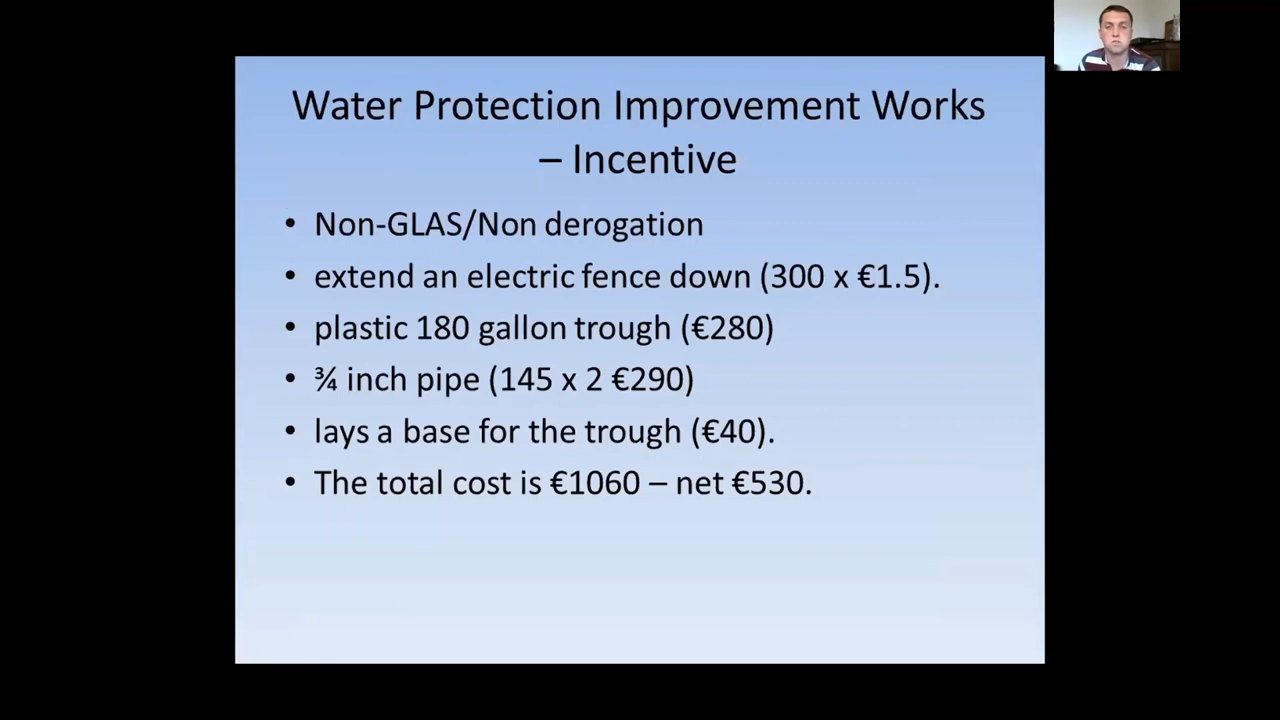 Water Protection Improvement Works
– Incentive
• Non-GLAS/Non derogation
• extend an electric fence down (300 x €1.5).
• plastic 180 gallon trough (€280)
• ¾ inch pipe (145 x 2 €290)
• lays a base for the trough (€40).
• The total cost is €1060 – net €530.